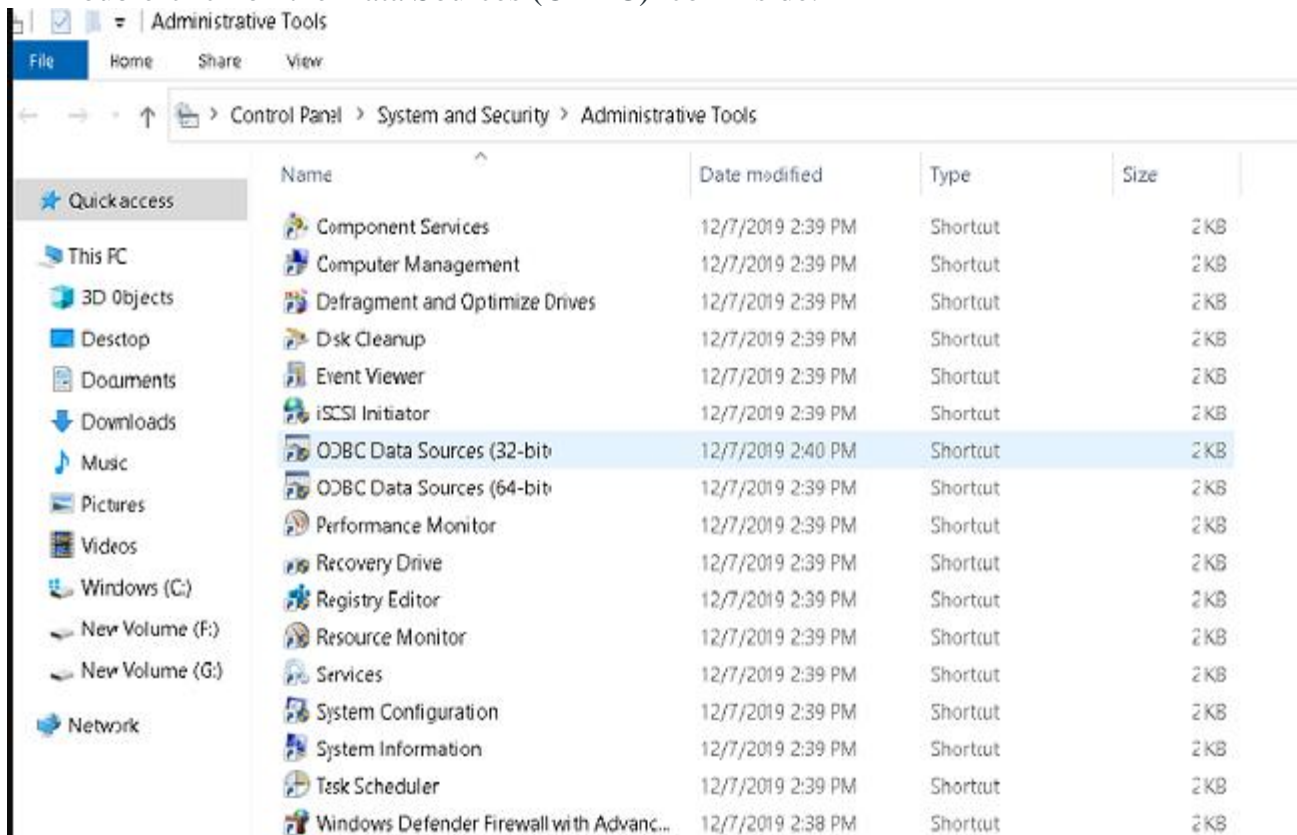 Administrative Tools
File Home Share View
Control Panel > System and Security > Administrative Tools
Name Date modified Type Size
Quick access
This PC
3D Objects
Desktop
Documents
Downloads
Music
Pictures
Videos
Windows (C:)
New Volume (F:)
New Volume (G:)
Network
Component Services 12/7/2019 2:39 PM Shortcut 2 KB
Computer Management 12/7/2019 2:39 PM Shortcut 2 KB
Defragment and Optimize Drives 12/7/2019 2:39 PM Shortcut 2 KB
Disk Cleanup 12/7/2019 2:39 PM Shortcut 2 KB
Event Viewer 12/7/2019 2:39 PM Shortcut 2 KB
iSCSI Initiator 12/7/2019 2:39 PM Shortcut 2 KB
ODBC Data Sources (32-bit 12/7/2019 2:40 PM Shortcut 2 KB
ODBC Data Sources (64-bit 12/7/2019 2:39 PM Shortcut 2 KB
Performance Monitor 12/7/2019 2:39 PM Shortcut 2 KB
Recovery Drive 12/7/2019 2:39 PM Shortcut 2 KB
Registry Editor 12/7/2019 2:39 PM Shortcut 2 KB
Resource Monitor 12/7/2019 2:39 PM Shortcut 2 KB
Services 12/7/2019 2:39 PM Shortcut 2 KB
System Configuration 12/7/2019 2:39 PM Shortcut 2 KB
System Information 12/7/2019 2:39 PM Shortcut 2 KB
Task Scheduler 12/7/2019 2:39 PM Shortcut 2 KB
Windows Defender Firewall with Advanc... 12/7/2019 2:38 PM Shortcut 2 KB